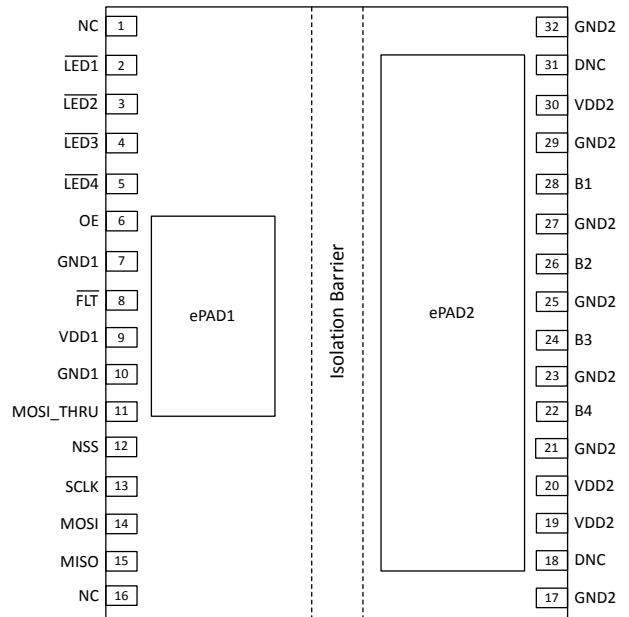 NC 1 32 GND2
LED1 2 31 DNC
LED2 3 30 VDD2
LED3 4 29 GND2
LED4 5 28 B1
OE 6 27 GND2
GND1 7 26 B2
FLT 8 25 GND2
VDD1 9 24 B3
GND1 10 23 GND2
MOSI_THRU 11 22 B4
NSS 12 21 GND2
SCLK 13 20 VDD2
MOSI 14 19 VDD2
MISO 15 18 DNC
NC 16 17 GND2
ePAD1
Isolation Barrier
ePAD2